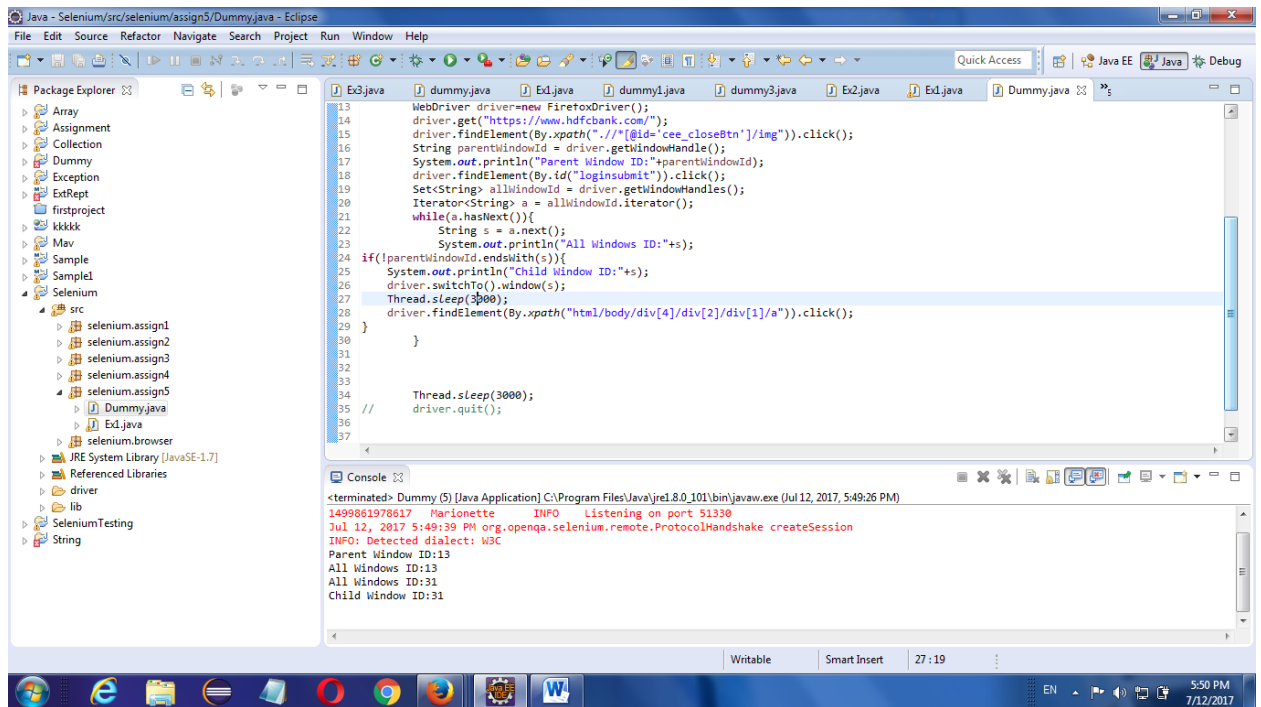 Java - Selenium/src/selenium/assign5/Dummy.java - Eclipse
File Edit Source Refactor Navigate Search Project Run Window Help
Quick Access Java EE Java Debug
Package Explorer
Array
Assignment
Collection
Dummy
Exception
ExtRept
firstproject
kkkkk
Mav
Sample
Sample1
Selenium
src
selenium.assign1
selenium.assign2
selenium.assign3
selenium.assign4
selenium.assign5
Dummy.java
Ex1.java
selenium.browser
JRE System Library [JavaSE-1.7]
Referenced Libraries
driver
lib
SeleniumTesting
String
Ex3.java dummy.java Ex1.java dummy1.java dummy3.java Ex2.java Ex1.java Dummy.java »5
13 WebDriver driver=new FirefoxDriver();
14 driver.get("https://www.hdfcbank.com/");
15 driver.findElement(By.xpath(".//*[@id='cee_closeBtn']/img")).click();
16 String parentWindowId = driver.getWindowHandle();
17 System.out.println("Parent Window ID:"+parentWindowId);
18 driver.findElement(By.id("loginsubmit")).click();
19 Set<String> allWindowId = driver.getWindowHandles();
20 Iterator<String> a = allWindowId.iterator();
21 while(a.hasNext()){
22 String s = a.next();
23 System.out.println("All Windows ID:"+s);
24 if(!parentWindowId.endsWith(s)){
25 System.out.println("Child Window ID:"+s);
26 driver.switchTo().window(s);
27 Thread.sleep(3000);
28 driver.findElement(By.xpath("html/body/div[4]/div[2]/div[1]/a")).click();
29 }
30 }
31
32
33
34 Thread.sleep(3000);
35 // driver.quit();
36
37
Console
<terminated> Dummy (5) [Java Application] C:\Program Files\Java\jre1.8.0_101\bin\javaw.exe (Jul 12, 2017, 5:49:26 PM)
1499861978617 Marionette INFO Listening on port 51330
Jul 12, 2017 5:49:39 PM org.openqa.selenium.remote.ProtocolHandshake createSession
INFO: Detected dialect: W3C
Parent Window ID:13
All Windows ID:13
All Windows ID:31
Child Window ID:31
Writable Smart Insert 27 : 19
EN 5:50 PM
7/12/2017